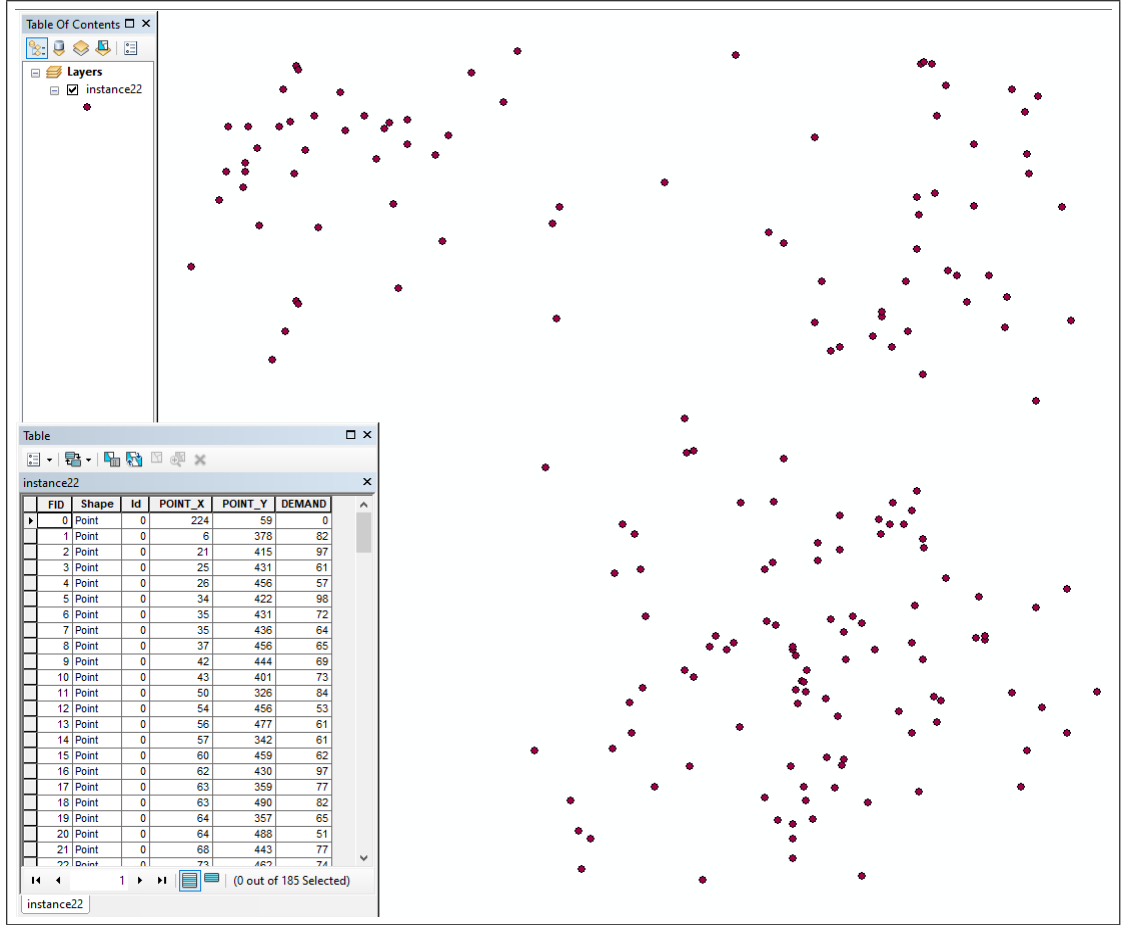 Table Of Contents
Layers
instance22
Table
instance22
FID Shape Id POINT_X POINT_Y DEMAND
0 Point 0 224 59 0
1 Point 0 6 378 82
2 Point 0 21 415 97
3 Point 0 25 431 61
4 Point 0 26 456 57
5 Point 0 34 422 98
6 Point 0 35 431 72
7 Point 0 35 436 64
8 Point 0 37 456 65
9 Point 0 42 444 69
10 Point 0 43 401 73
11 Point 0 50 326 84
12 Point 0 54 456 53
13 Point 0 56 477 61
14 Point 0 57 342 61
15 Point 0 60 459 62
16 Point 0 62 430 97
17 Point 0 63 359 77
18 Point 0 63 490 82
19 Point 0 64 357 65
20 Point 0 64 488 51
21 Point 0 68 443 77
22 Point 0 73 462 74
1 (0 out of 185 Selected)
instance22